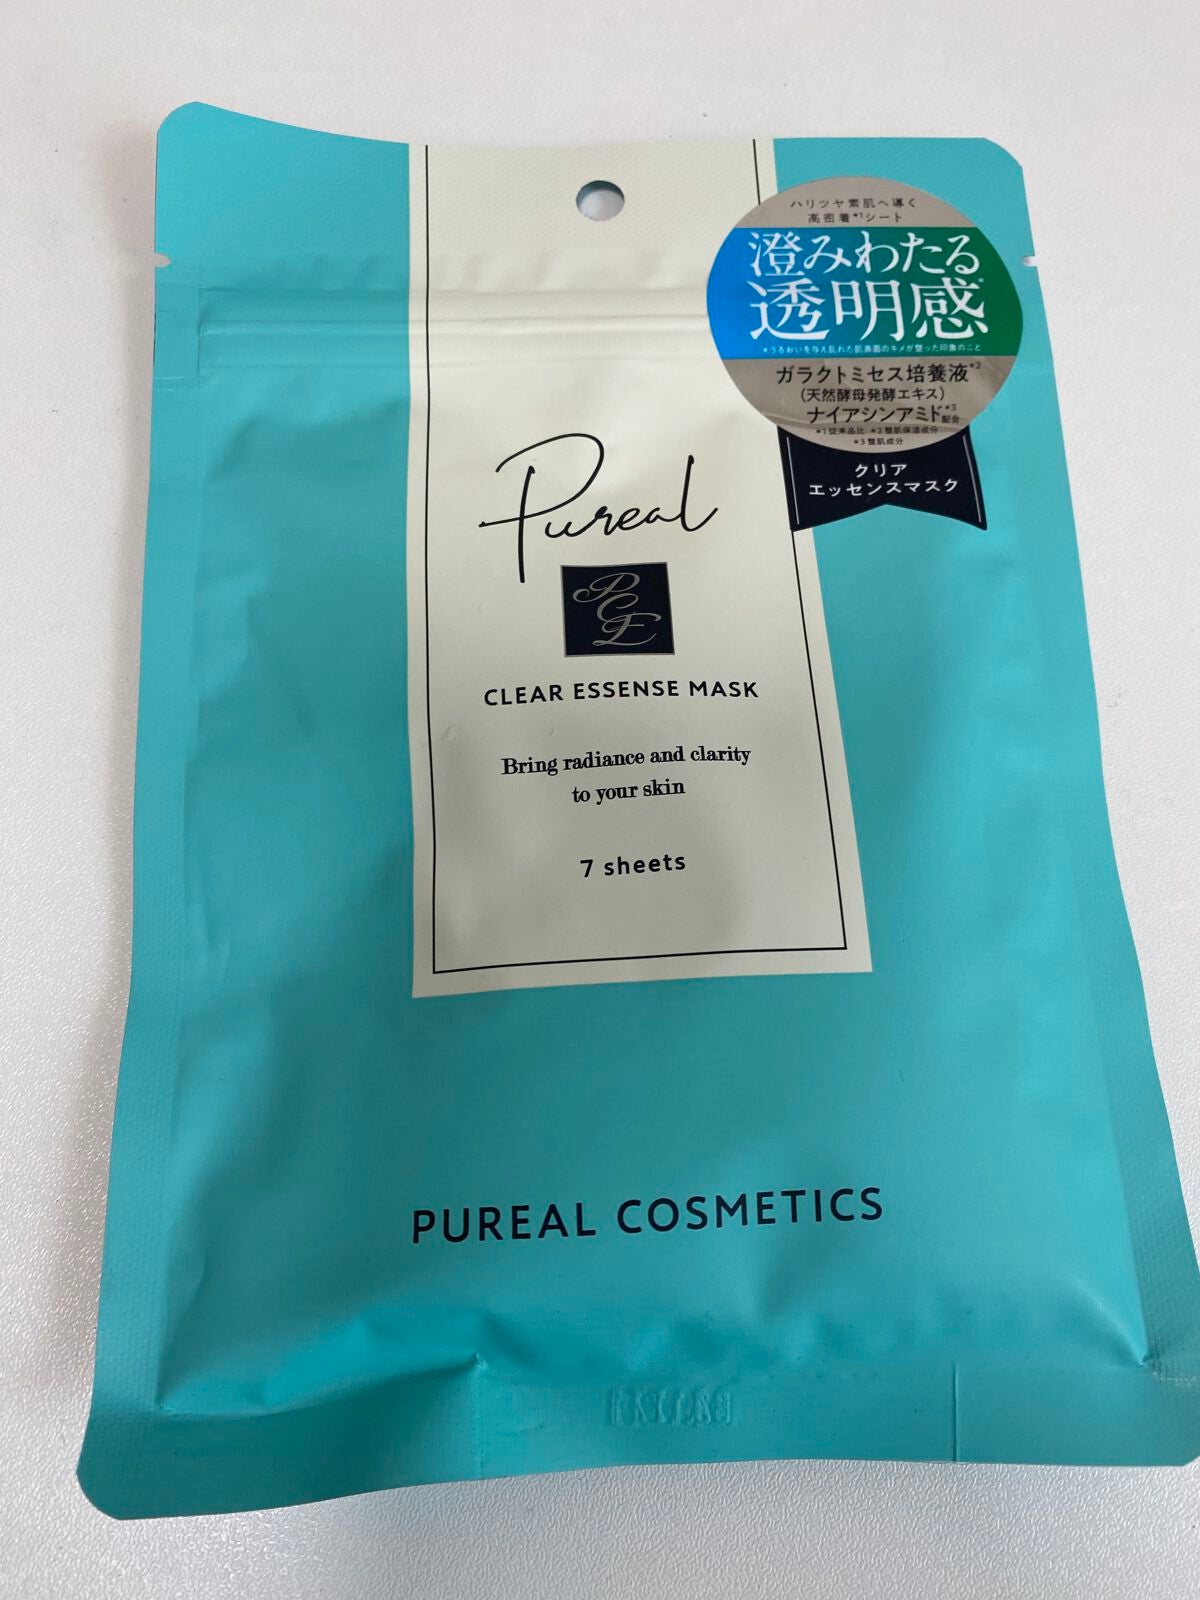 ハリツヤ素肌へ導く
高密着*1シート
澄みわたる
透明感*
*うるおいを与え乱れた肌表面のキメが整った印象のこと
ガラクトミセス培養液*2
(天然酵母発酵エキス)
ナイアシンアミド*3配合
*1従来品比 *2整肌保湿成分
*3整肌成分
クリア
エッセンスマスク
Pureal
PCE
CLEAR ESSENSE MASK
Bring radiance and clarity
to your skin
7 sheets
PUREAL COSMETICS